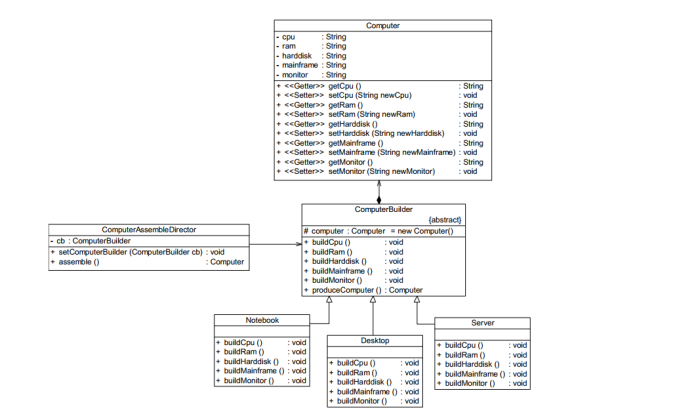 Computer
- cpu : String
- ram : String
- harddisk : String
- mainframe : String
- monitor : String
+ <<Getter>> getCpu () : String
+ <<Setter>> setCpu (String newCpu) : void
+ <<Getter>> getRam () : String
+ <<Setter>> setRam (String newRam) : void
+ <<Getter>> getHarddisk () : String
+ <<Setter>> setHarddisk (String newHarddisk) : void
+ <<Getter>> getMainframe () : String
+ <<Setter>> setMainframe (String newMainframe) : void
+ <<Getter>> getMonitor () : String
+ <<Setter>> setMonitor (String newMonitor) : void
ComputerBuilder
{abstract}
# computer : Computer = new Computer()
+ buildCpu () : void
+ buildRam () : void
+ buildHarddisk () : void
+ buildMainframe () : void
+ buildMonitor () : void
+ produceComputer () : Computer
ComputerAssembleDirector
- cb : ComputerBuilder
+ setComputerBuilder (ComputerBuilder cb) : void
+ assemble () : Computer
Notebook
+ buildCpu () : void
+ buildRam () : void
+ buildHarddisk () : void
+ buildMainframe () : void
+ buildMonitor () : void
Desktop
+ buildCpu () : void
+ buildRam () : void
+ buildHarddisk () : void
+ buildMainframe () : void
+ buildMonitor () : void
Server
+ buildCpu () : void
+ buildRam () : void
+ buildHarddisk () : void
+ buildMainframe () : void
+ buildMonitor () : void